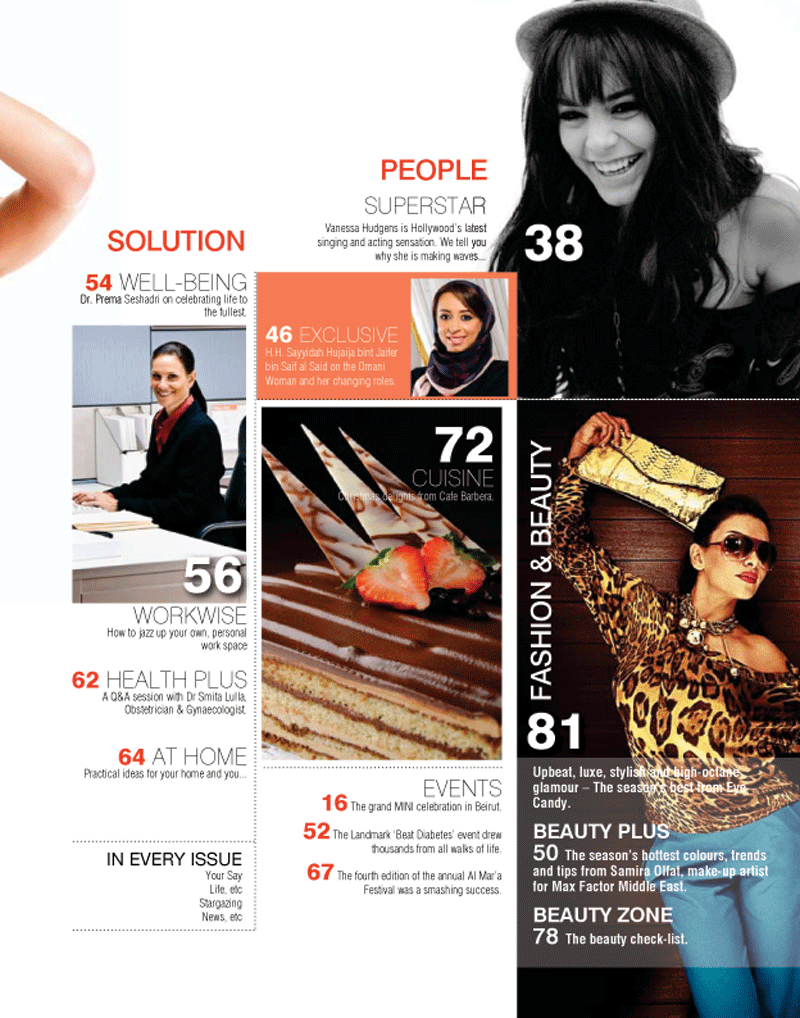 PEOPLE
SUPERSTAR
Vanessa Hudgens is Hollywood's latest
singing and acting sensation. We tell you
why she is making waves...
38
SOLUTION
54 WELL-BEING
Dr. Prema Seshadri on celebrating life to
the fullest.
46 EXCLUSIVE
H.H. Sayyidah Hujaija bint Jaifer
bin Saif al Said on the Omani
Woman and her changing roles.
56
WORKWISE
How to jazz up your own, personal
work space
62 HEALTH PLUS
A Q&A session with Dr Smita Lulla,
Obstetrician & Gynaecologist.
64 AT HOME
Practical ideas for your home and you...
IN EVERY ISSUE
Your Say
Life, etc
Stargazing
News, etc
72
CUISINE
Christmas delights from Cafe Barbera.
EVENTS
16 The grand MINI celebration in Beirut.
52 The Landmark 'Beat Diabetes' event drew
thousands from all walks of life.
67 The fourth edition of the annual Al Mar'a
Festival was a smashing success.
FASHION & BEAUTY
81
Upbeat, luxe, stylish and high-octane
glamour – The season's best from Eye
Candy.
BEAUTY PLUS
50 The season's hottest colours, trends
and tips from Samira Olfat, make-up artist
for Max Factor Middle East.
BEAUTY ZONE
78 The beauty check-list.